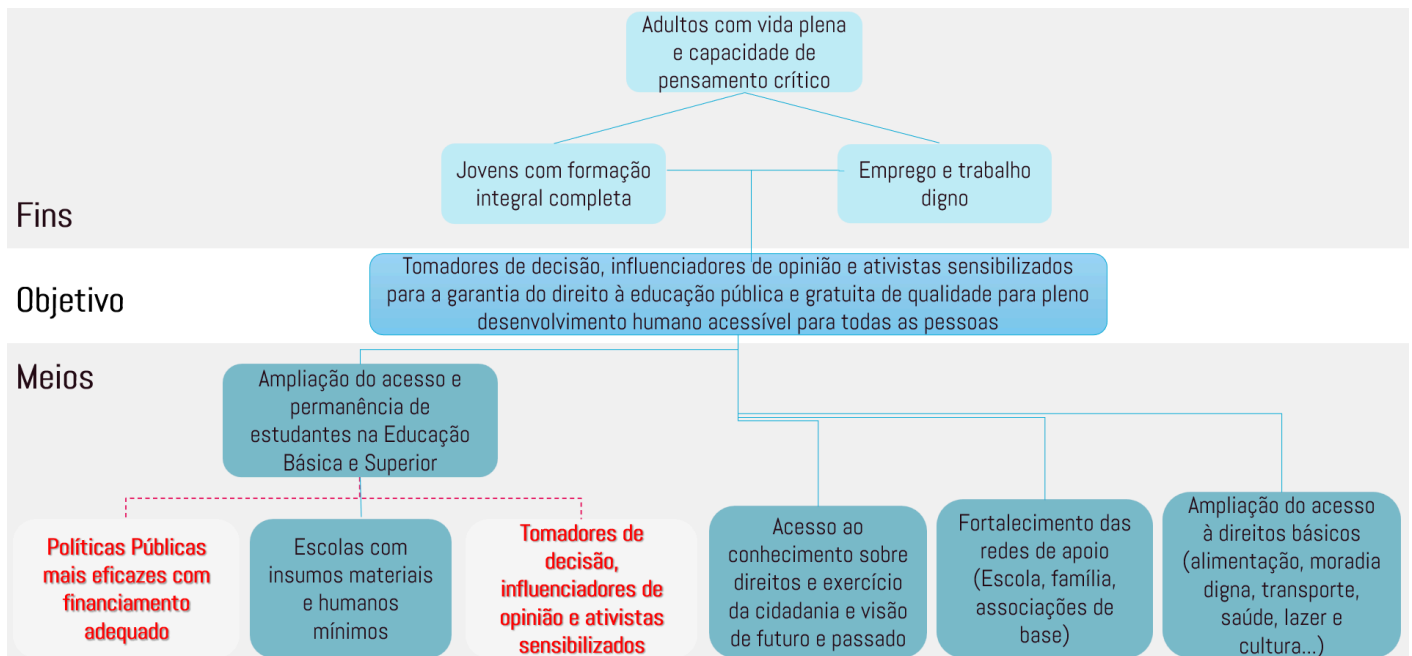 Adultos com vida plena
e capacidade de
pensamento crítico
Jovens com formação
integral completa
Emprego e trabalho
digno
Fins
Objetivo
Tomadores de decisão, influenciadores de opinião e ativistas sensibilizados
para a garantia do direito à educação pública e gratuita de qualidade para pleno
desenvolvimento humano acessível para todas as pessoas
Meios
Ampliação do acesso e
permanência de
estudantes na Educação
Básica e Superior
Políticas Públicas
mais eficazes com
financiamento
adequado
Escolas com
insumos materiais
e humanos
mínimos
Tomadores de
decisão,
influenciadores de
opinião e ativistas
sensibilizados
Acesso ao
conhecimento sobre
direitos e exercício
da cidadania e visão
de futuro e passado
Fortalecimento das
redes de apoio
(Escola, família,
associações de
base)
Ampliação do acesso
à direitos básicos
(alimentação, moradia
digna, transporte,
saúde, lazer e
cultura...)